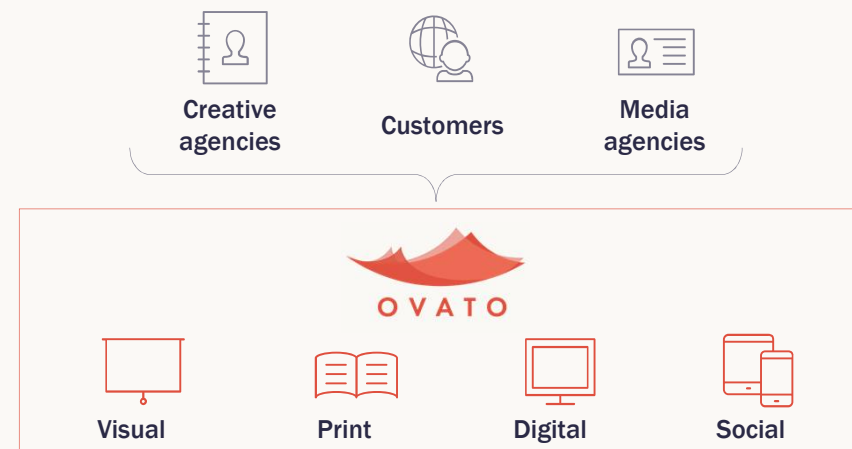 Creative
agencies
Customers
Media
agencies
OVATO
Visual
Print
Digital
Social